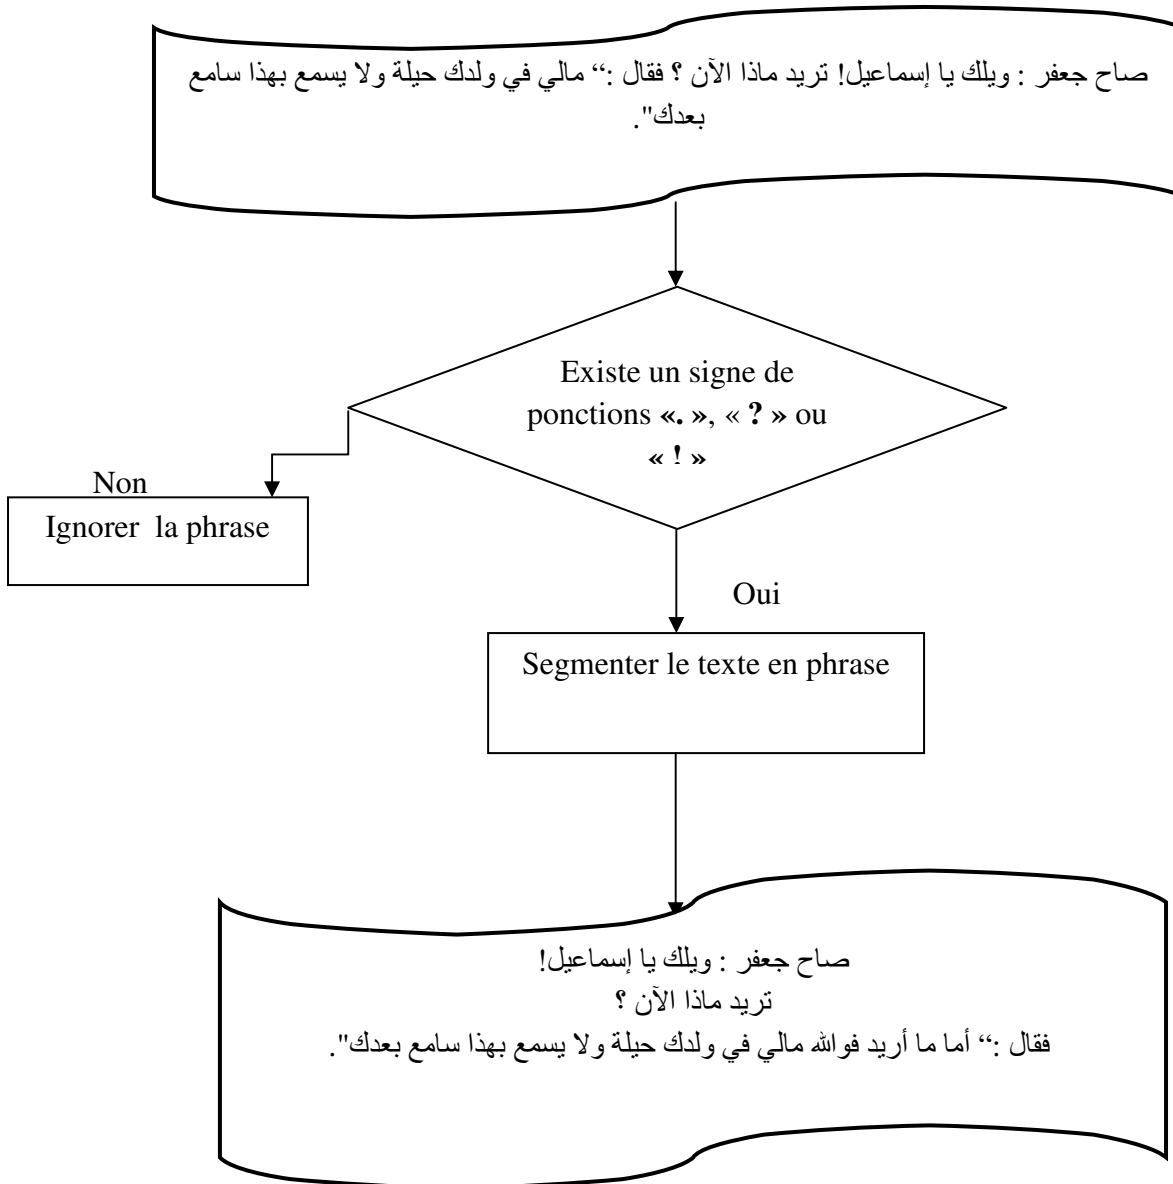 صاح جعفر : ويلك يا إسماعيل! تريد ماذا الآن ؟ فقال :“ مالي في ولدك حيلة ولا يسمع بهذا سامع
بعدك".
Existe un signe de
ponctions «. », « ? » ou
« ! »
Non
Ignorer la phrase
Oui
Segmenter le texte en phrase
صاح جعفر : ويلك يا إسماعيل!
تريد ماذا الآن ؟
فقال :“ أما ما أريد فوالله مالي في ولدك حيلة ولا يسمع بهذا سامع بعدك".